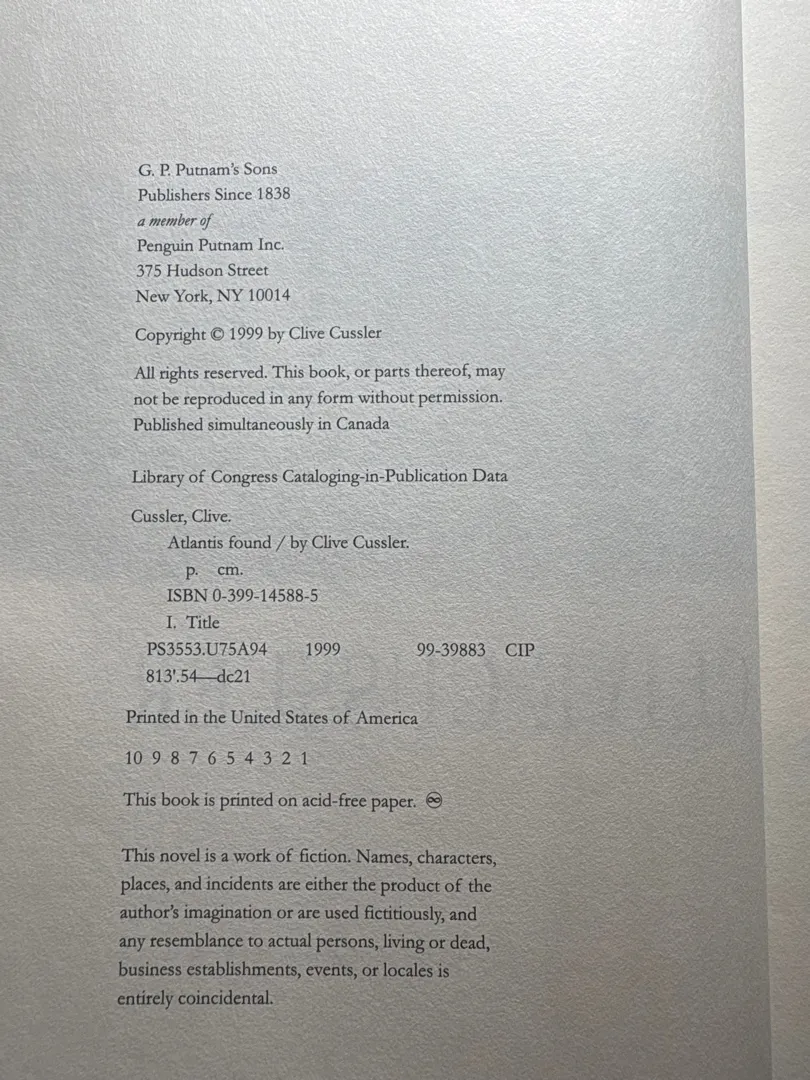 G. P. Putnam's Sons
Publishers Since 1838
a member of
Penguin Putnam Inc.
375 Hudson Street
New York, NY 10014
Copyright © 1999 by Clive Cussler
All rights reserved. This book, or parts thereof, may
not be reproduced in any form without permission.
Published simultaneously in Canada
Library of Congress Cataloging-in-Publication Data
Cussler, Clive.
Atlantis found / by Clive Cussler.
p. cm.
ISBN 0-399-14588-5
I. Title
PS3553.U75A94 1999 99-39883 CIP
813'.54—dc21
Printed in the United States of America
10 9 8 7 6 5 4 3 2 1
This book is printed on acid-free paper. ♾
This novel is a work of fiction. Names, characters,
places, and incidents are either the product of the
author's imagination or are used fictitiously, and
any resemblance to actual persons, living or dead,
business establishments, events, or locales is
entirely coincidental.